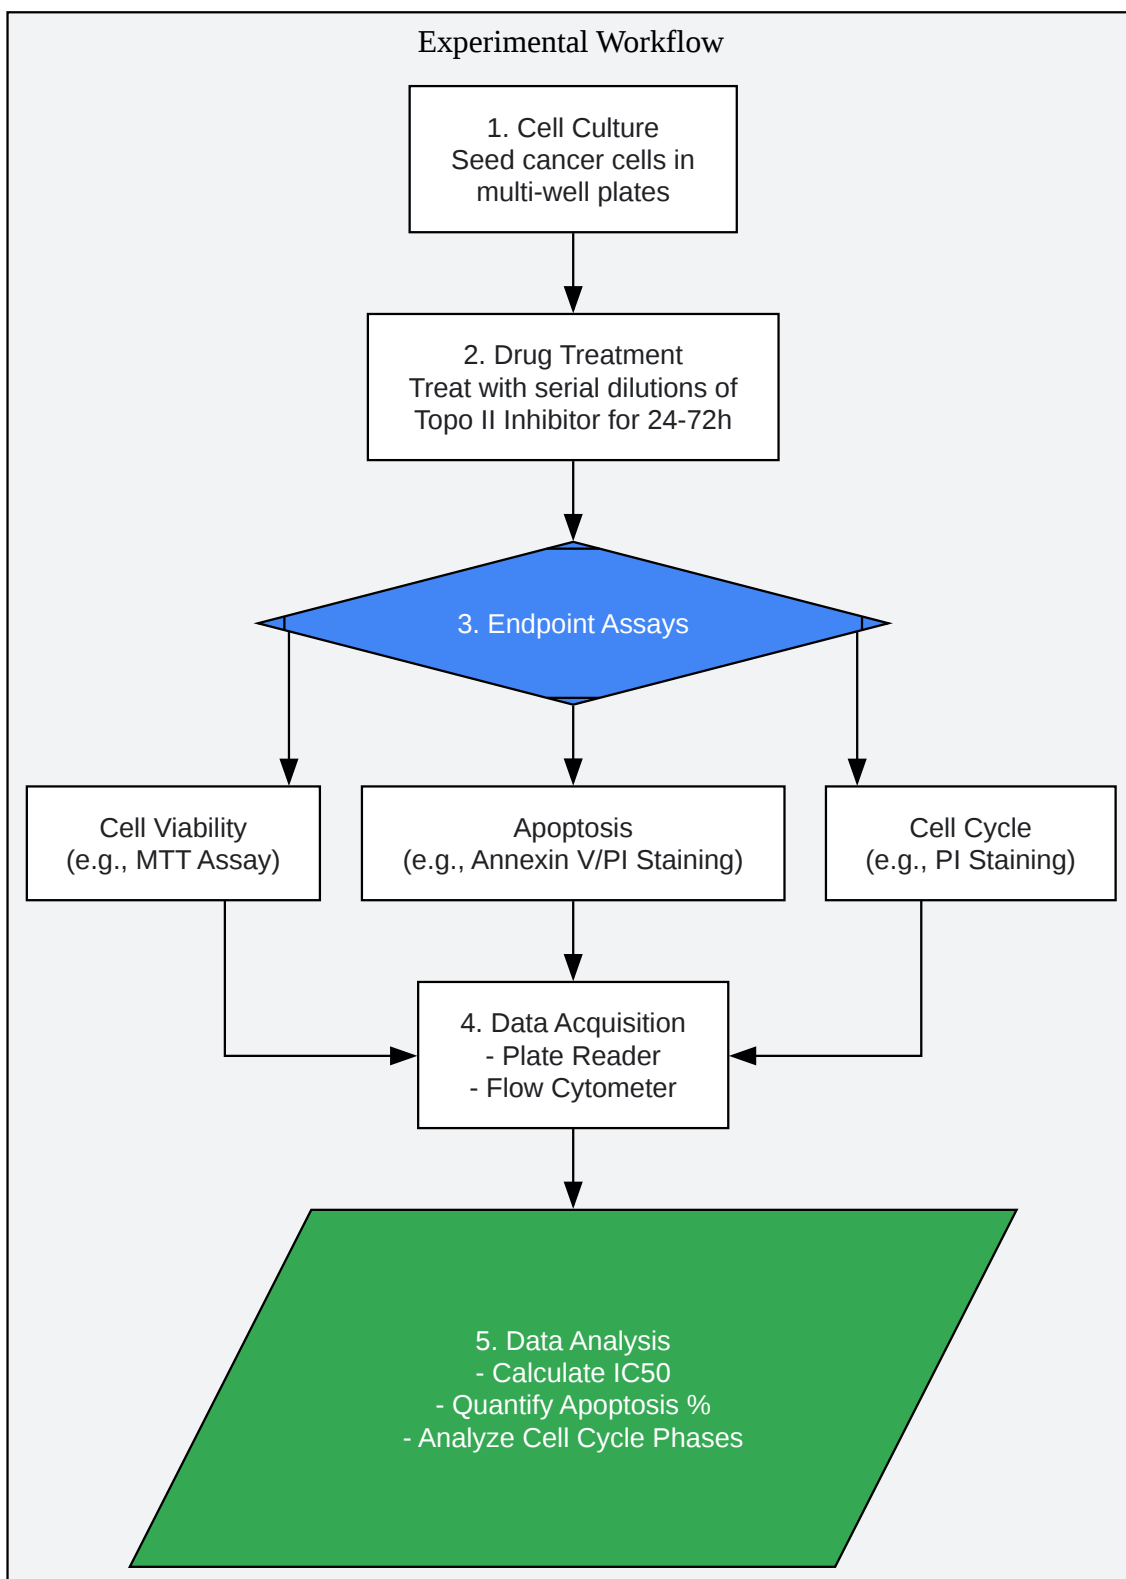 Experimental Workflow
1. Cell Culture
Seed cancer cells in
multi-well plates
2. Drug Treatment
Treat with serial dilutions of
Topo II Inhibitor for 24-72h
3. Endpoint Assays
Cell Viability
(e.g., MTT Assay)
Apoptosis
(e.g., Annexin V/PI Staining)
Cell Cycle
(e.g., PI Staining)
4. Data Acquisition
- Plate Reader
- Flow Cytometer
5. Data Analysis
- Calculate IC50
- Quantify Apoptosis %
- Analyze Cell Cycle Phases